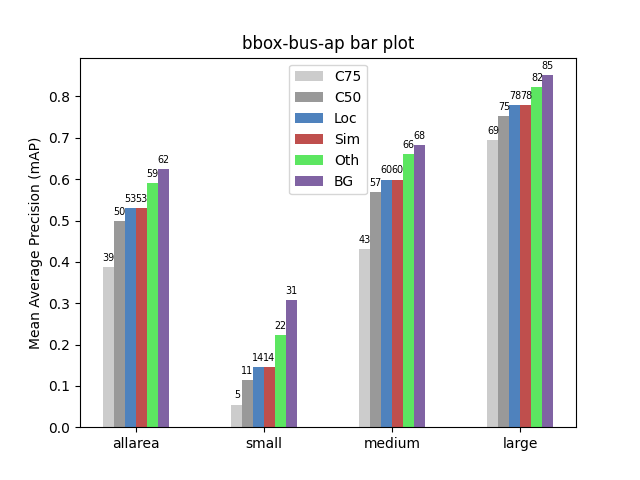 bbox-bus-ap bar plot
Mean Average Precision (mAP)
0.8
0.7
0.6
0.5
0.4
0.3
0.2
0.1
0.0
C75
C50
Loc
Sim
Oth
BG
39 50 53 53 59 62
5 11 14 14 22 31
43 57 60 60 66 68
69 75 78 78 82 85
allarea small medium large